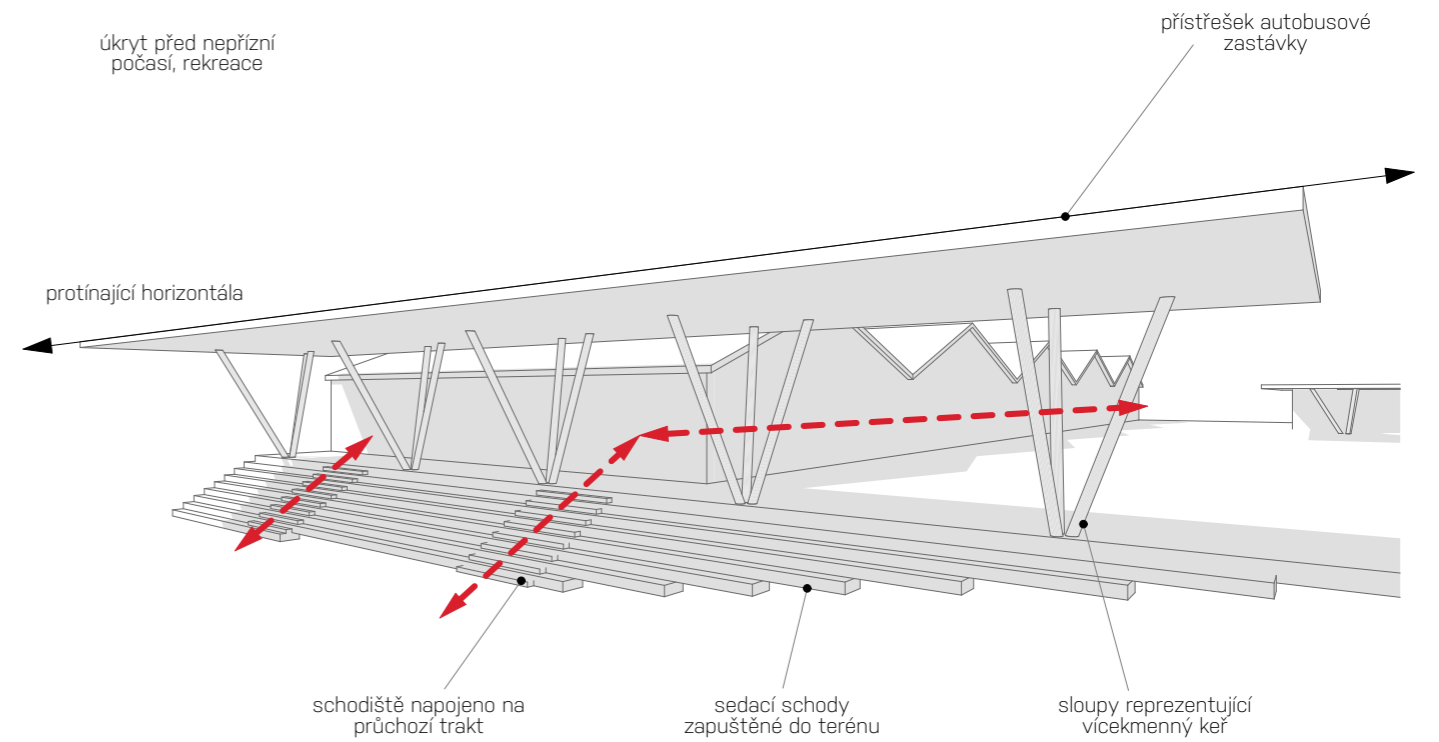 úkryt před nepřízní
počasí, rekreace
přístřešek autobusové
zastávky
protínající horizontála
schodiště napojeno na
průchozí trakt
sedací schody
zapuštěné do terénu
sloupy reprezentující
vícekmenný keř